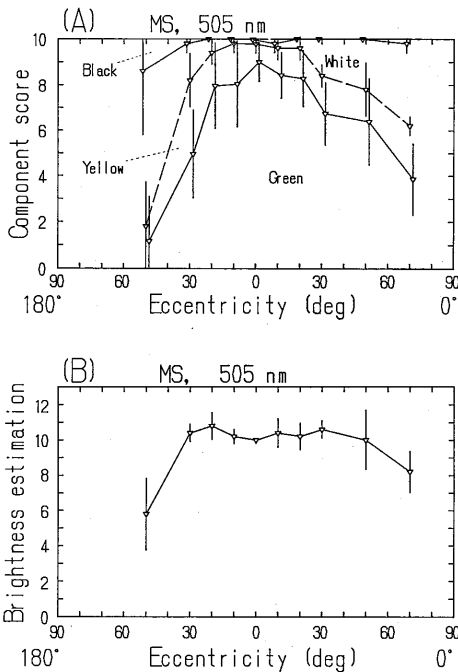 (A) MS, 505 nm
Component score
10
8
6
4
2
0
Black
White
Yellow
Green
90 60 30 0 30 60 90
180° Eccentricity (deg) 0°
(B) MS, 505 nm
Brightness estimation
12
10
8
6
4
2
0
90 60 30 0 30 60 90
180° Eccentricity (deg) 0°